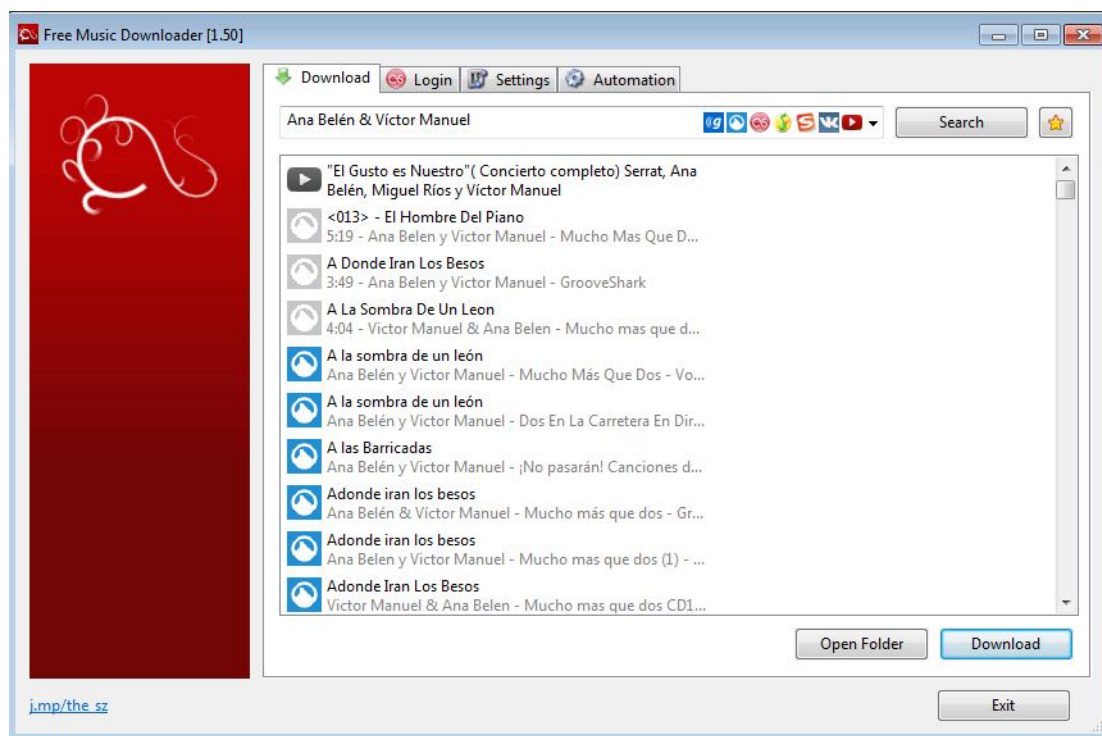 Free Music Downloader [1.50]
Download Login Settings Automation
Ana Belén & Víctor Manuel
Search
"El Gusto es Nuestro"( Concierto completo) Serrat, Ana
Belén, Miguel Ríos y Víctor Manuel
<013> - El Hombre Del Piano
5:19 - Ana Belen y Victor Manuel - Mucho Mas Que D...
A Donde Iran Los Besos
3:49 - Ana Belen y Victor Manuel - GrooveShark
A La Sombra De Un Leon
4:04 - Victor Manuel & Ana Belen - Mucho mas que d...
A la sombra de un león
Ana Belén y Victor Manuel - Mucho Más Que Dos - Vo...
A la sombra de un león
Ana Belén y Victor Manuel - Dos En La Carretera En Dir...
A las Barricadas
Ana Belén y Victor Manuel - ¡No pasarán! Canciones d...
Adonde iran los besos
Ana Belén & Víctor Manuel - Mucho más que dos - Gr...
Adonde iran los besos
Ana Belen y Victor Manuel - Mucho mas que dos (1) - ...
Adonde Iran Los Besos
Victor Manuel & Ana Belen - Mucho mas que dos CD1...
Open Folder Download
j.mp/the_sz
Exit